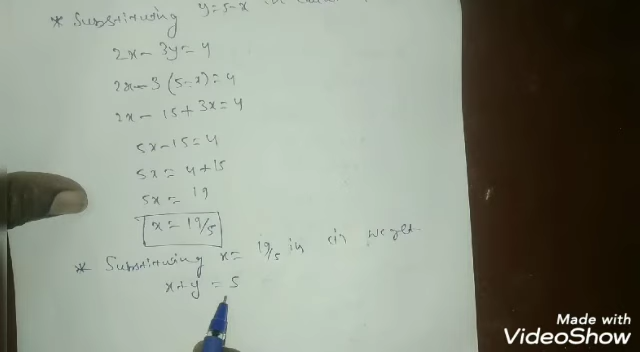 * Substituting y=5-x in
2x - 3y = 4
2x - 3(5-x) = 4
2x - 15 + 3x = 4
5x - 15 = 4
5x = 4+15
5x = 19
x = 19/5
* Substituting x = 19/5 in we get
x+y = 5
Made with
VideoShow